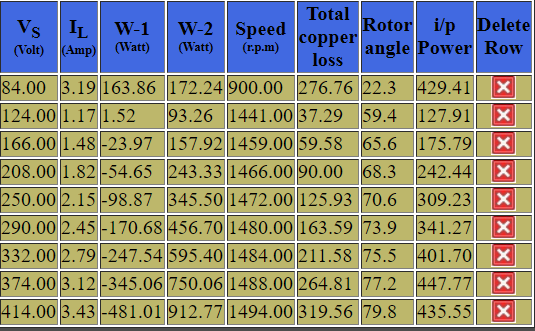 VS (Volt) IL (Amp) W-1 (Watt) W-2 (Watt) Speed (r.p.m) Total copper loss Rotor angle i/p Power Delete Row
84.00 3.19 163.86 172.24 900.00 276.76 22.3 429.41
124.00 1.17 1.52 93.26 1441.00 37.29 59.4 127.91
166.00 1.48 -23.97 157.92 1459.00 59.58 65.6 175.79
208.00 1.82 -54.65 243.33 1466.00 90.00 68.3 242.44
250.00 2.15 -98.87 345.50 1472.00 125.93 70.6 309.23
290.00 2.45 -170.68 456.70 1480.00 163.59 73.9 341.27
332.00 2.79 -247.54 595.40 1484.00 211.58 75.5 401.70
374.00 3.12 -345.06 750.06 1488.00 264.81 77.2 447.77
414.00 3.43 -481.01 912.77 1494.00 319.56 79.8 435.55